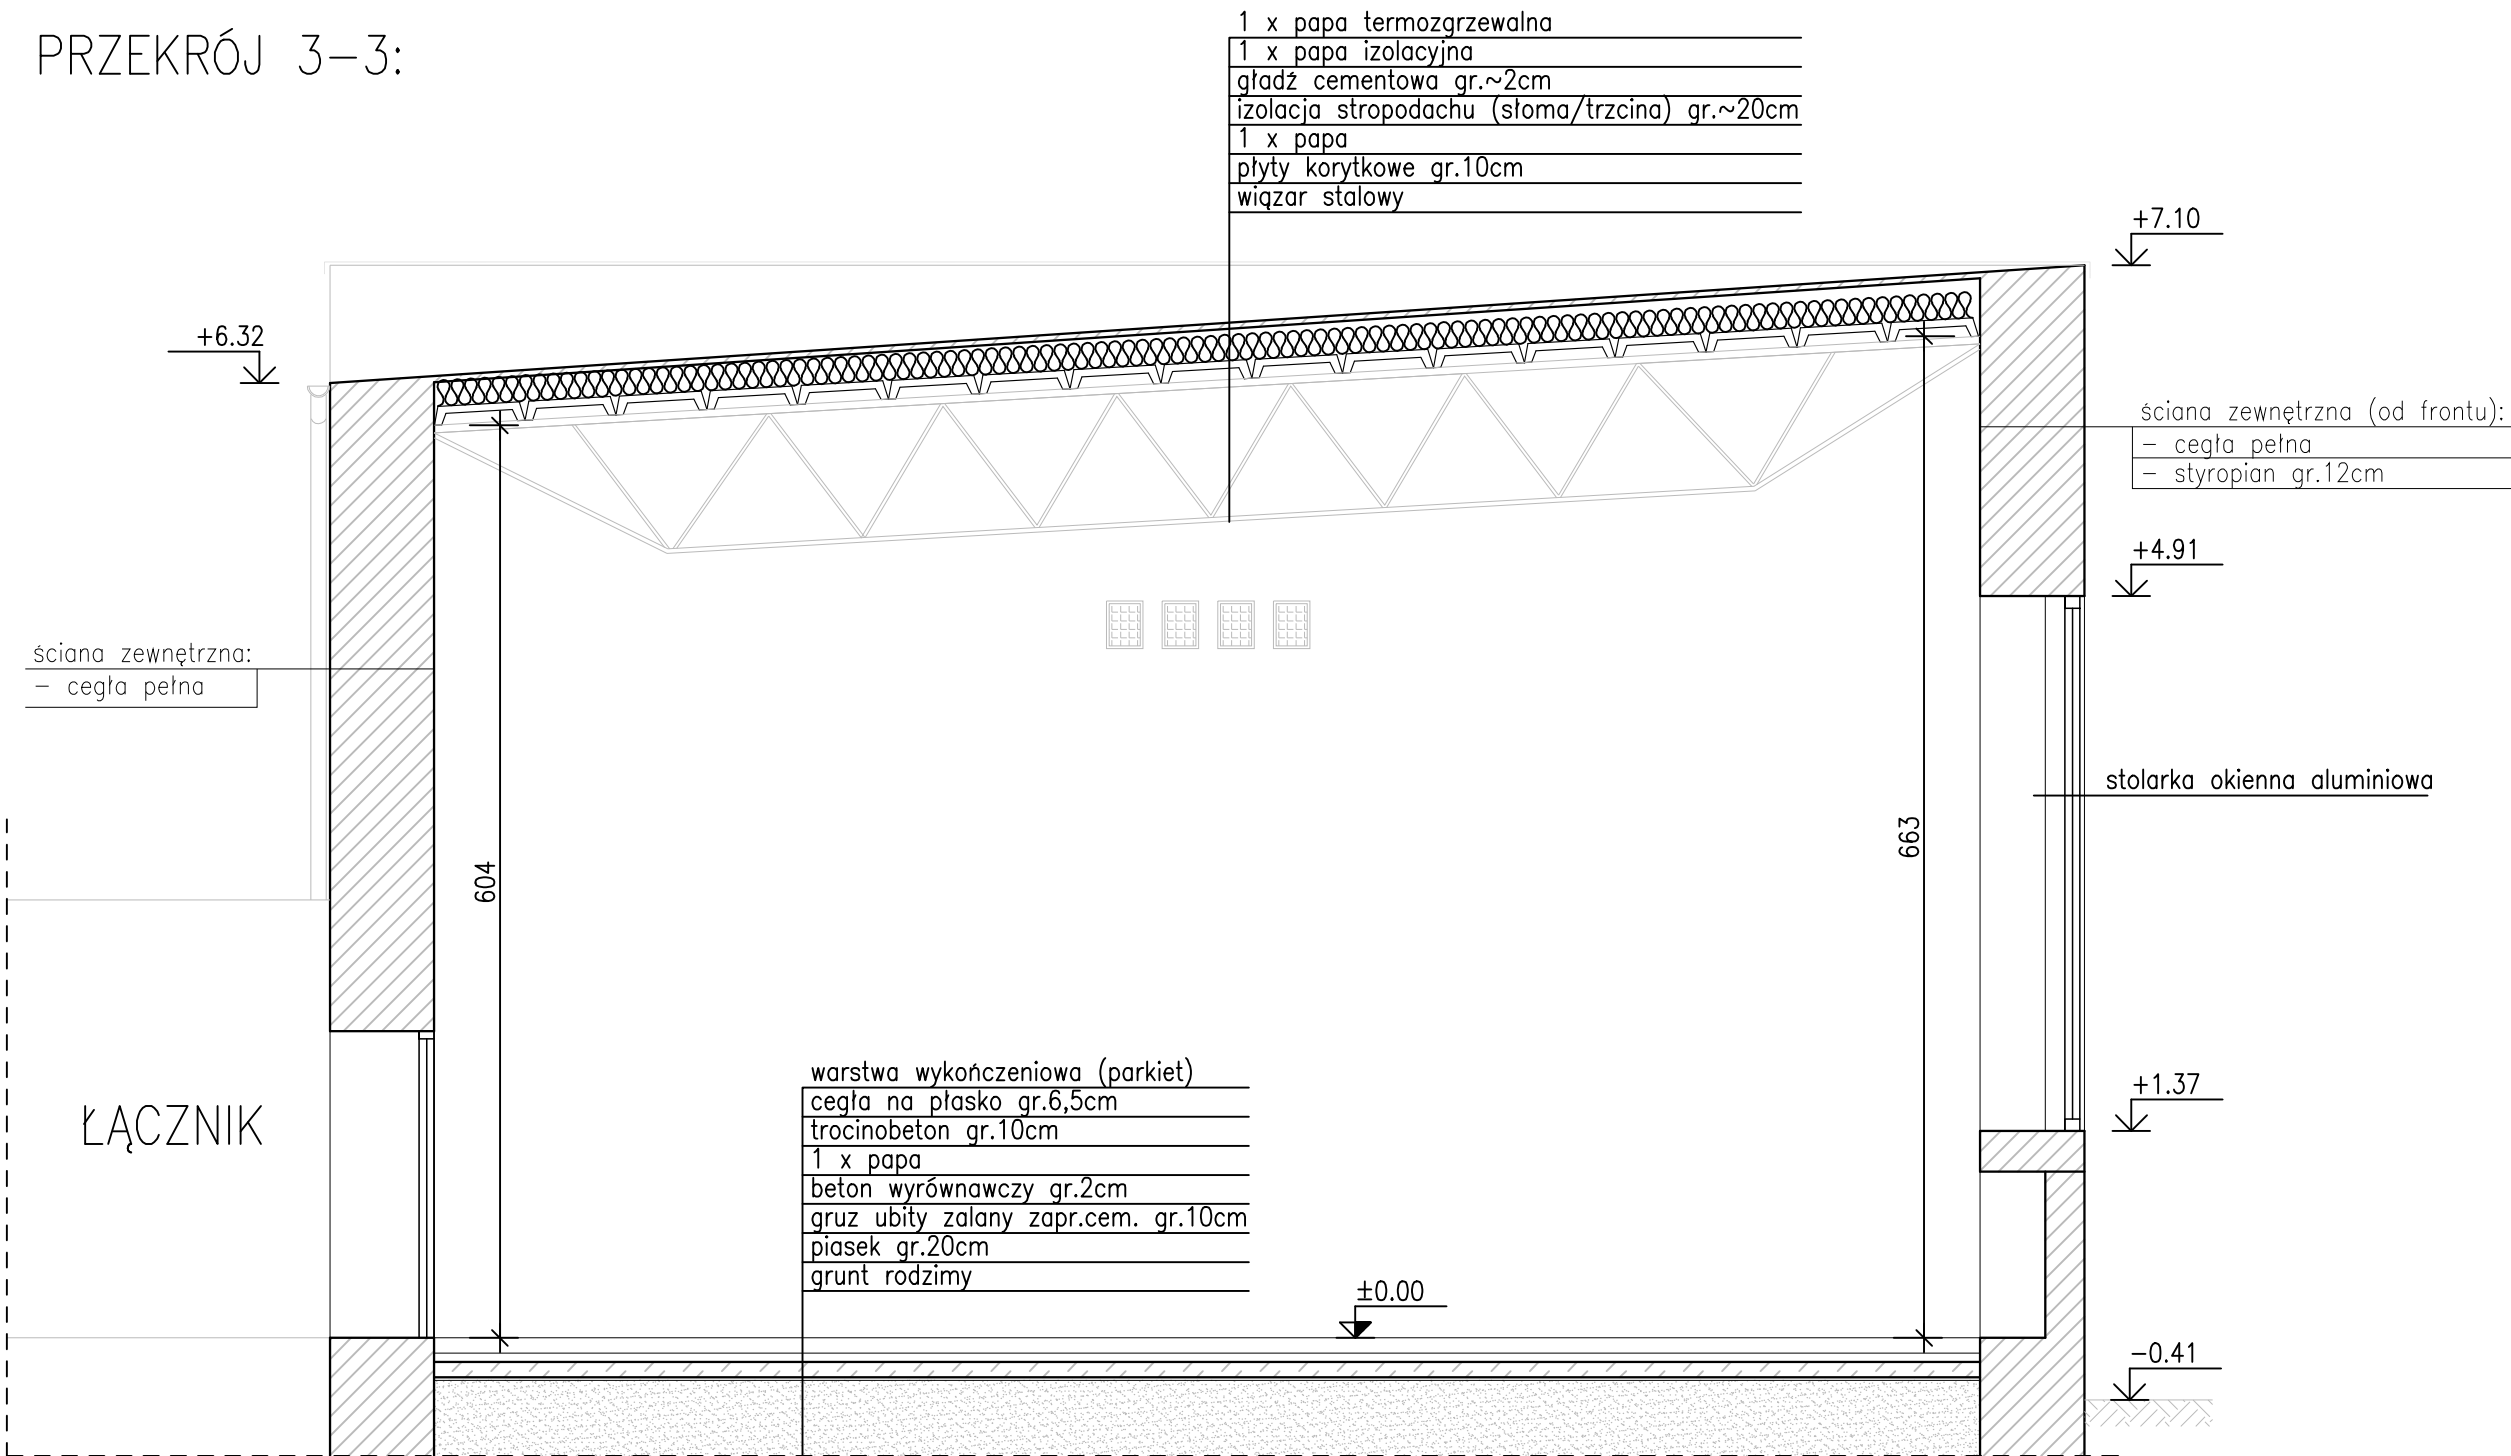 PRZEKRÓJ 3-3:
1 x papa termozgrzewalna
1 x papa izolacyjna
gładź cementowa gr.~2cm
izolacja stropodachu (słoma/trzcina) gr.~20cm
1 x papa
płyty korytkowe gr.10cm
wiązar stalowy
+7.10
+6.32
ściana zewnętrzna (od frontu):
- cegła pełna
- styropian gr.12cm
+4.91
ściana zewnętrzna:
- cegła pełna
stolarka okienna aluminiowa
604
663
ŁĄCZNIK
warstwa wykończeniowa (parkiet)
cegła na płasko gr.6,5cm
trocinobeton gr.10cm
1 x papa
beton wyrównawczy gr.2cm
gruz ubity zalany zapr.cem. gr.10cm
piasek gr.20cm
grunt rodzimy
+1.37
±0.00
-0.41